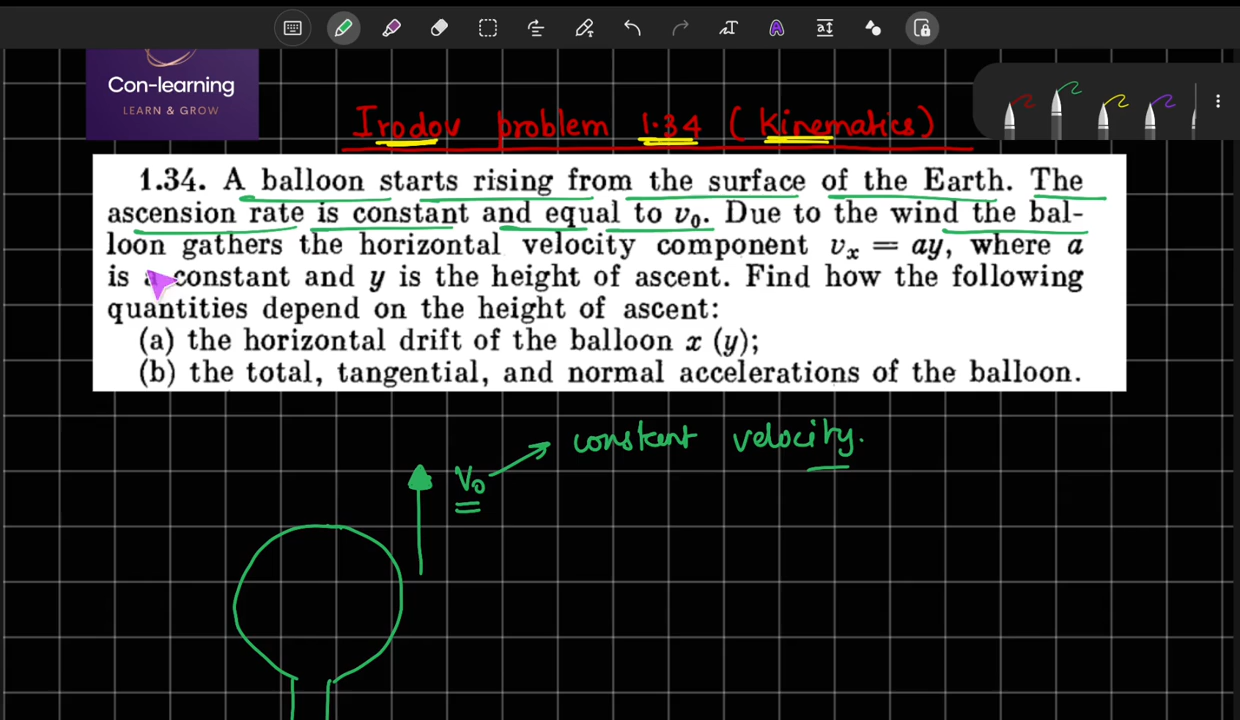 Con-learning
LEARN & GROW
Irodov problem 1.34 ( Kinematics)
1.34. A balloon starts rising from the surface of the Earth. The
ascension rate is constant and equal to v₀. Due to the wind the bal-
loon gathers the horizontal velocity component vₓ = ay, where a
is a constant and y is the height of ascent. Find how the following
quantities depend on the height of ascent:
(a) the horizontal drift of the balloon x (y);
(b) the total, tangential, and normal accelerations of the balloon.
V₀ → constant velocity.